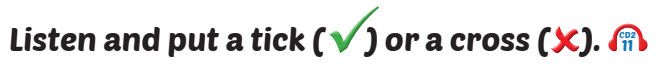 Listen and put a tick (✓) or a cross (✗). CD2 11